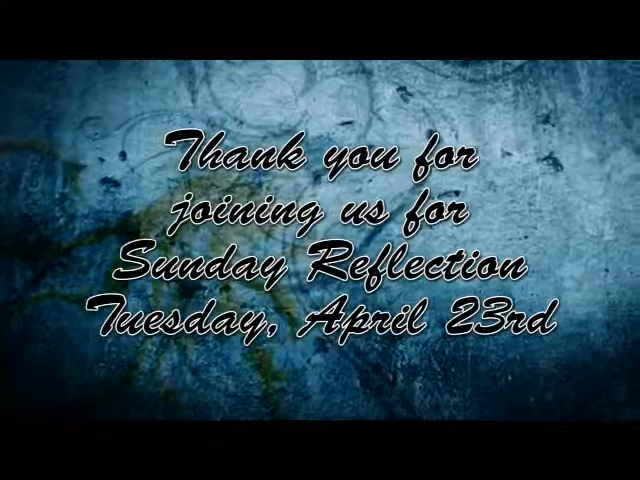 Thank you for
joining us for
Sunday Reflection
Tuesday, April 23rd